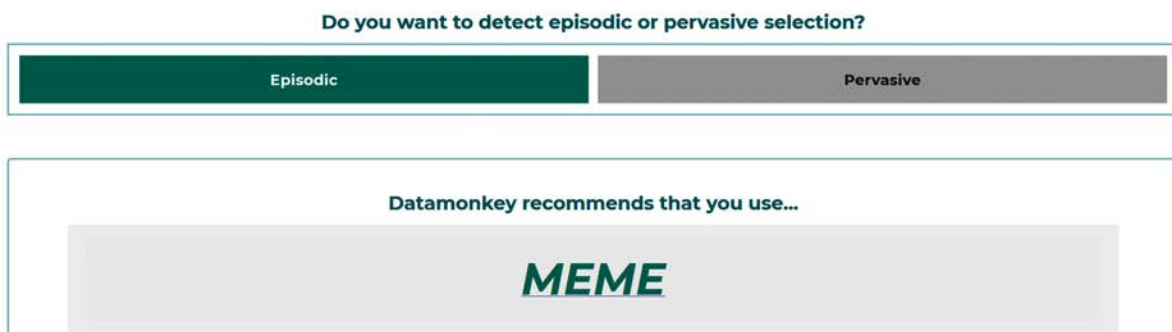 Do you want to detect episodic or pervasive selection?
Episodic
Pervasive
Datamonkey recommends that you use...
MEME